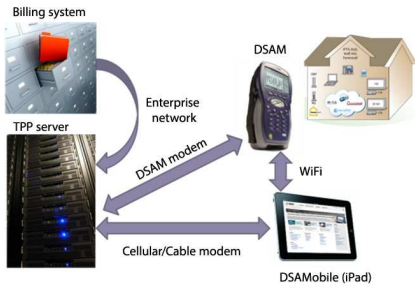 Billing system
DSAM
Enterprise
network
TPP server
DSAM modem
WiFi
Cellular/Cable modem
DSAMobile (iPad)